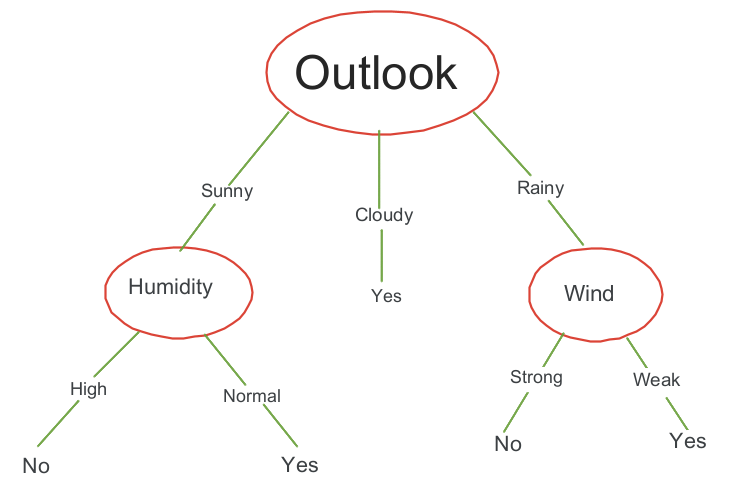 Outlook
Sunny
Cloudy
Rainy
Humidity
Yes
Wind
High
Normal
Strong
Weak
No
Yes
No
Yes